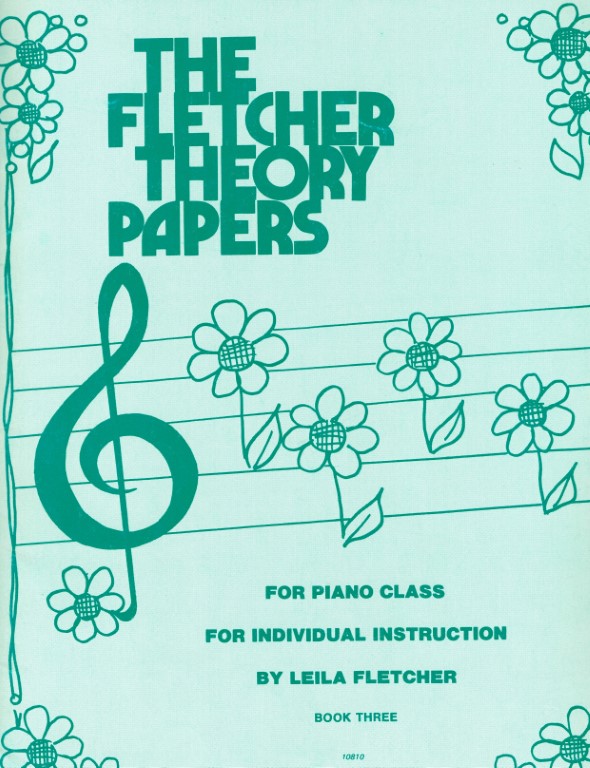 THE
FLETCHER
THEORY
PAPERS
FOR PIANO CLASS
FOR INDIVIDUAL INSTRUCTION
BY LEILA FLETCHER
BOOK THREE
10810